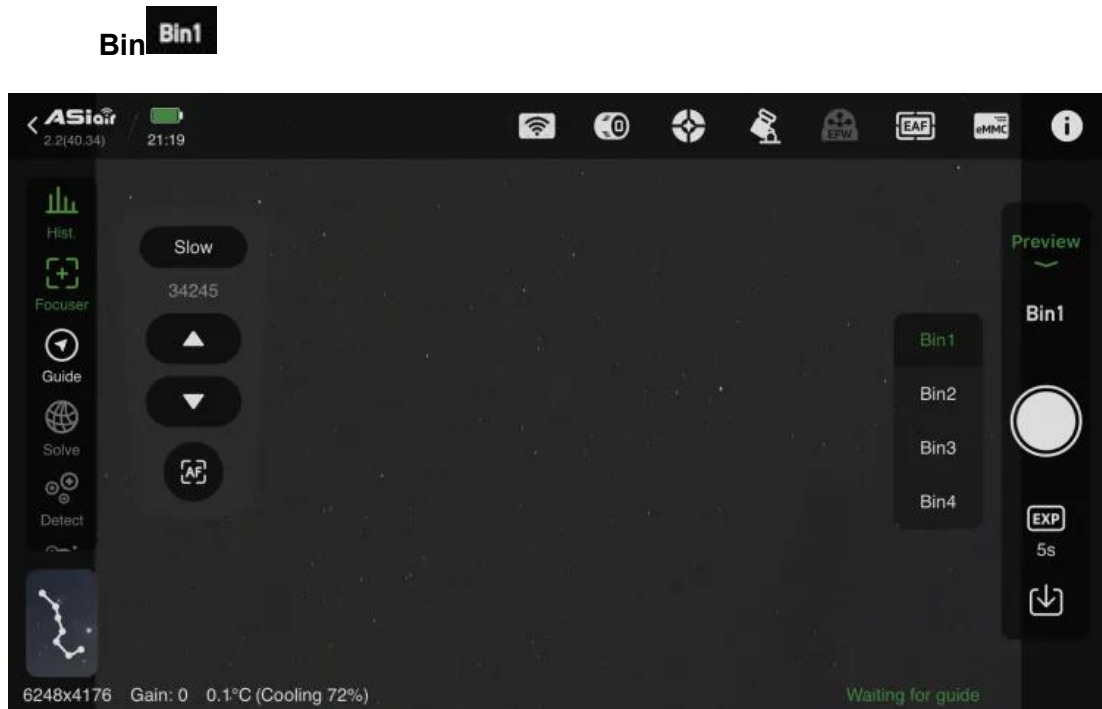 Bin Bin1
ASiair
2.2(40.34)
21:19
EFW
EAF
eMMC
Hist.
Focuser
Guide
Solve
Detect
Slow
34245
AF
Bin1
Bin2
Bin3
Bin4
Preview
Bin1
EXP
5s
6248x4176 Gain: 0 0.1°C (Cooling 72%)
Waiting for guide